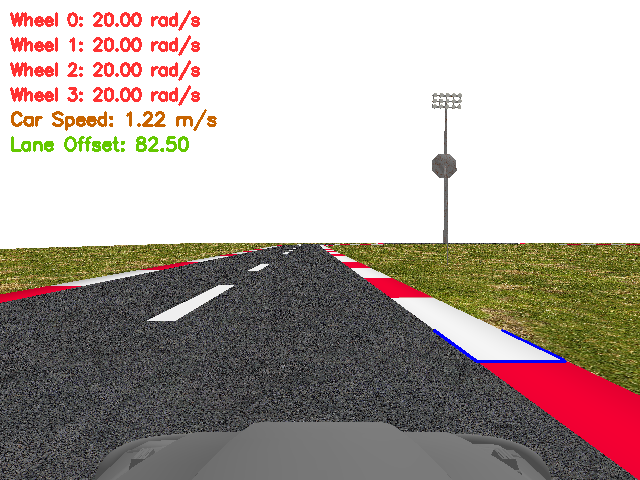 Wheel 0: 20.00 rad/s
Wheel 1: 20.00 rad/s
Wheel 2: 20.00 rad/s
Wheel 3: 20.00 rad/s
Car Speed: 1.22 m/s
Lane Offset: 82.50